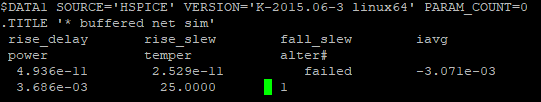 $DATA1 SOURCE='HSPICE' VERSION='K-2015.06-3 linux64' PARAM_COUNT=0
.TITLE '* buffered net sim'
rise_delay rise_slew fall_slew iavg
power temper alter#
4.936e-11 2.529e-11 failed -3.071e-03
3.686e-03 25.0000 1